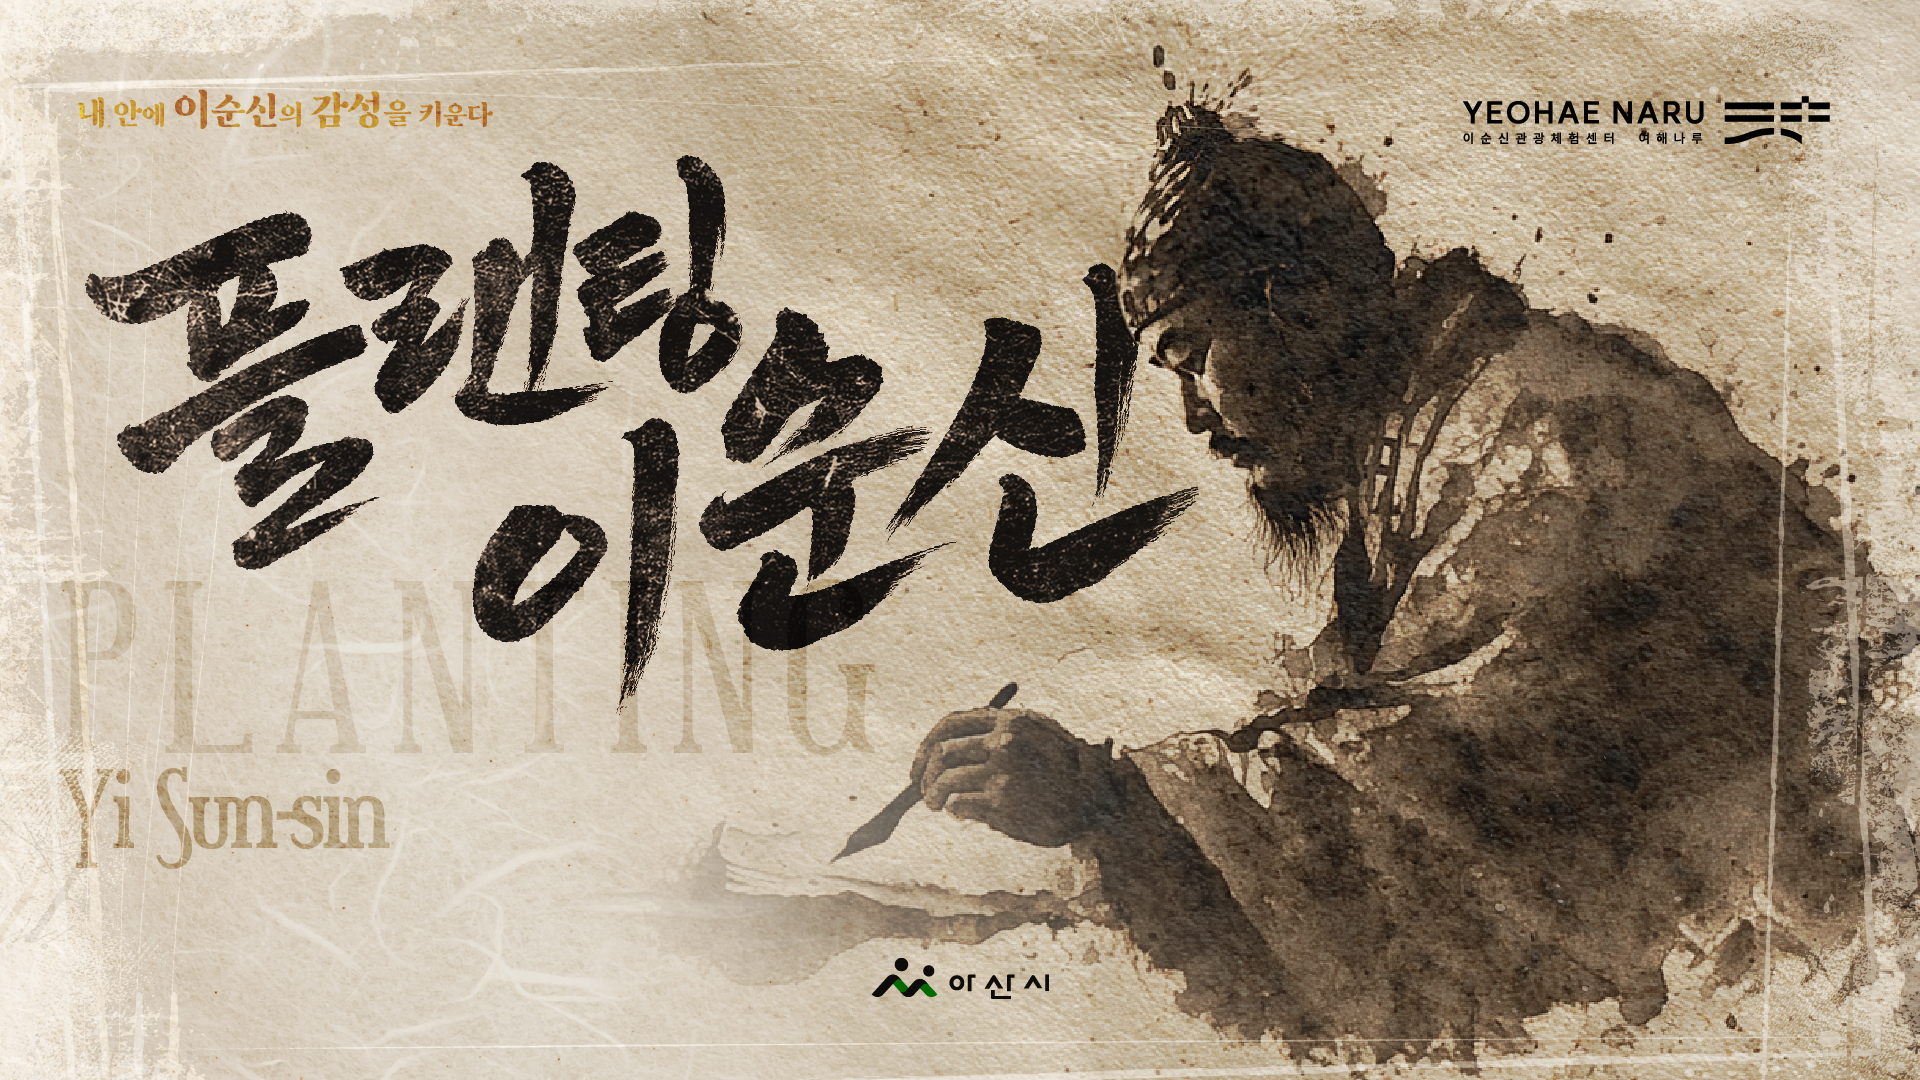 내 안에 이순신의 감성을 키운다
YEOHAE NARU
이순신관광체험센터 여해나루
플랜팅
이순신
PLANTING
Yi Sun-sin
아산시